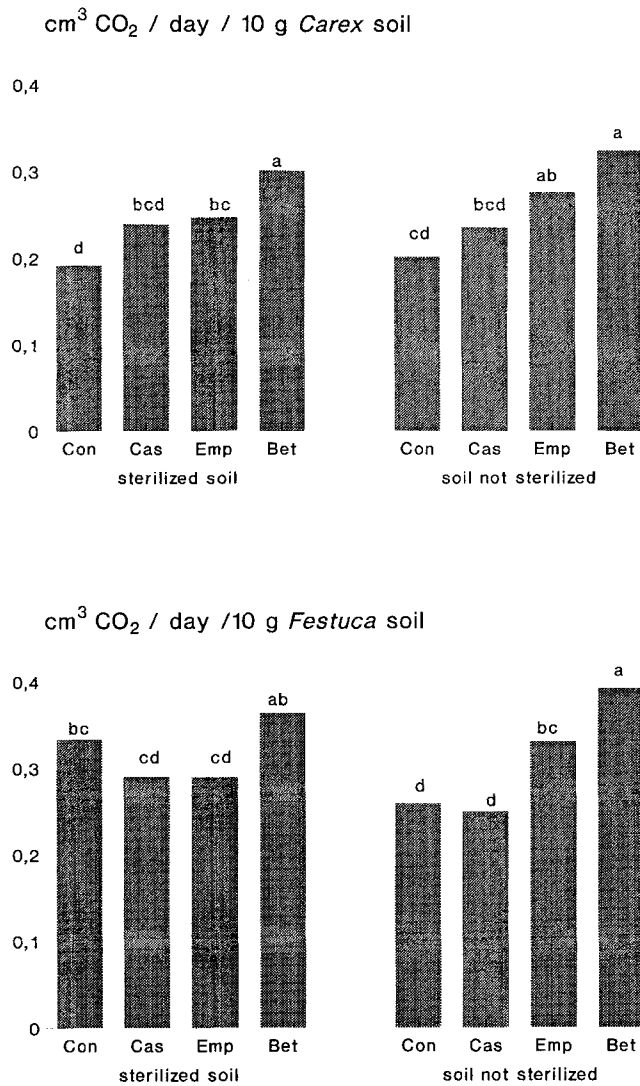 cm³ CO₂ / day / 10 g Carex soil
0,4
0,3
0,2
0,1
0
d
bcd
bc
a
cd
bcd
ab
a
Con Cas Emp Bet Con Cas Emp Bet
sterilized soil soil not sterilized
cm³ CO₂ / day /10 g Festuca soil
0,4
0,3
0,2
0,1
0
bc
cd
cd
ab
d
d
bc
a
Con Cas Emp Bet Con Cas Emp Bet
sterilized soil soil not sterilized